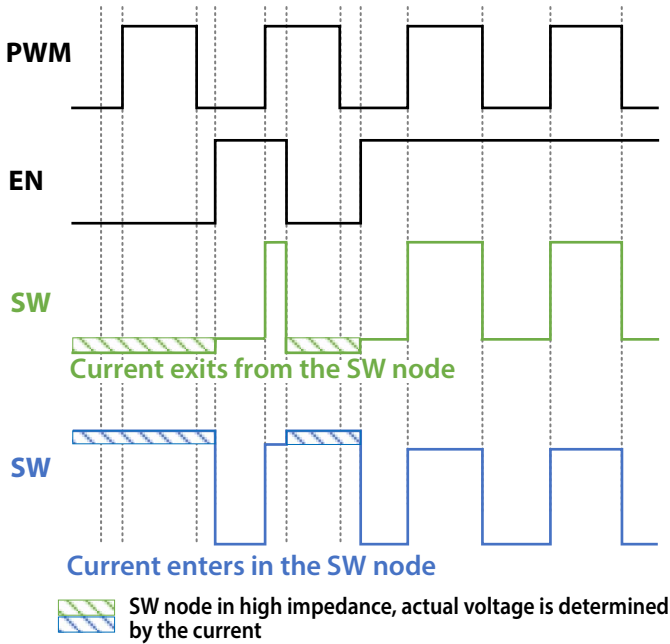 PWM
EN
SW
Current exits from the SW node
SW
Current enters in the SW node
SW node in high impedance, actual voltage is determined
by the current